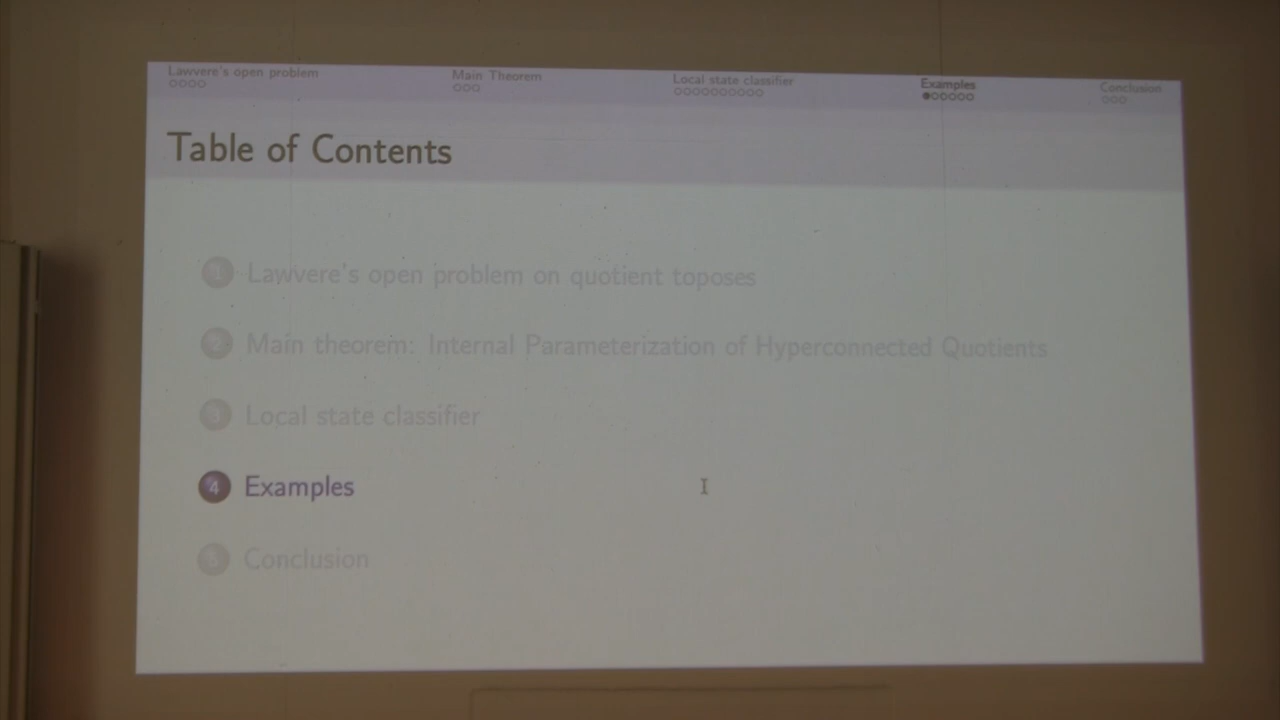 Lawvere's open problem
Main Theorem
Local state classifier
Examples
Conclusion
Table of Contents
1 Lawvere's open problem on quotient toposes
2 Main theorem: Internal Parameterization of Hyperconnected Quotients
3 Local state classifier
4 Examples
5 Conclusion